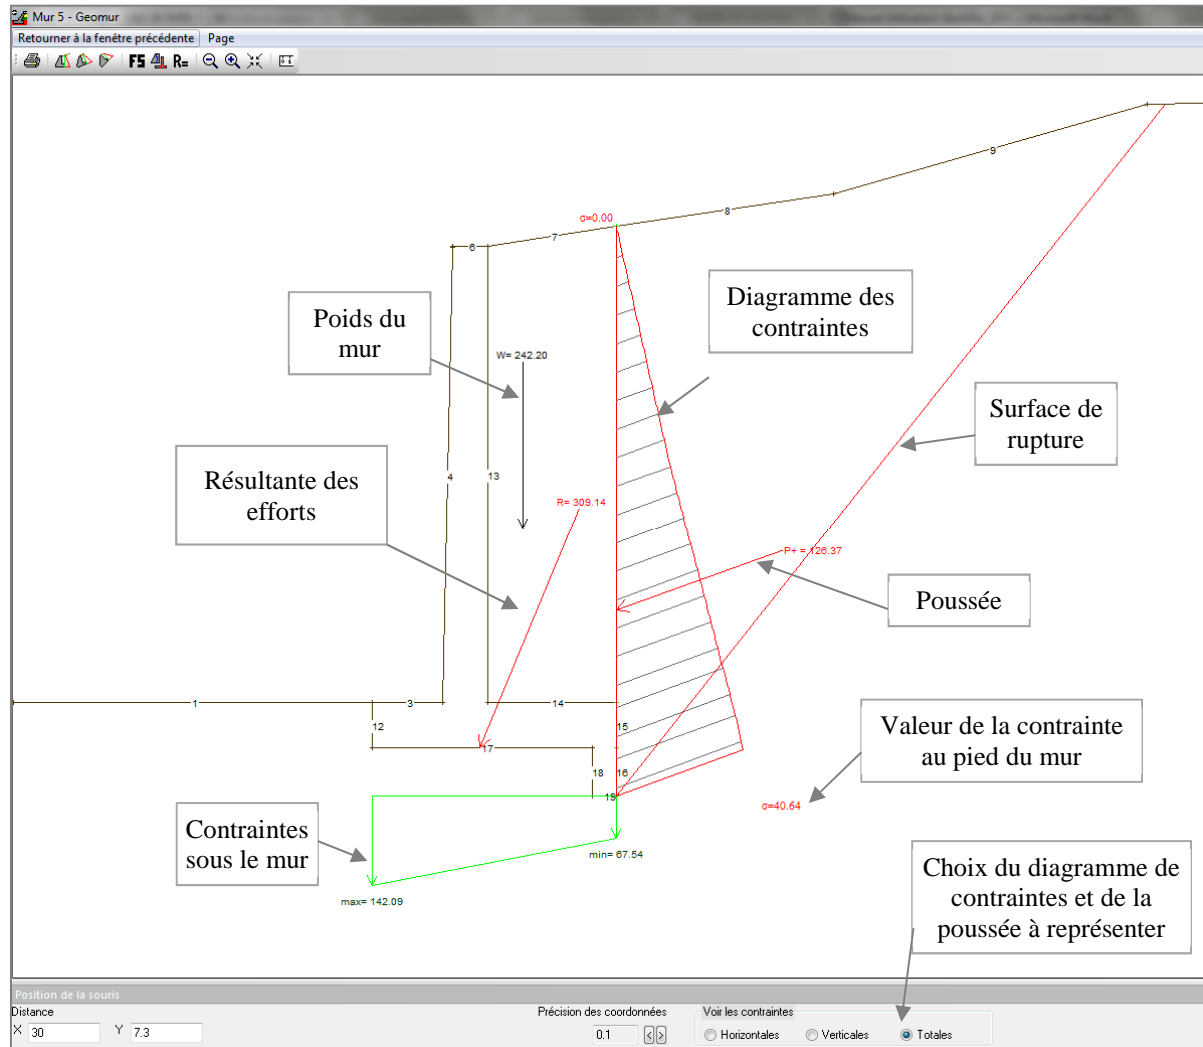 Mur 5 - Geomur
Retourner à la fenêtre précédente Page
FS R=
9
σ=0.00
8
7
6
Diagramme des
contraintes
Poids du
mur
W= 242.20
Surface de
rupture
4
13
Résultante des
efforts
R= 309.14
P+ = 126.37
Poussée
1
3
14
12
15
17
Valeur de la contrainte
au pied du mur
18
16
19
σ=40.64
Contraintes
sous le mur
min= 67.54
max= 142.09
Choix du diagramme de
contraintes et de la
poussée à représenter
Position de la souris
Distance
X 30 Y 7.3
Précision des coordonnées
0.1 < >
Voir les contraintes
Horizontales Verticales Totales